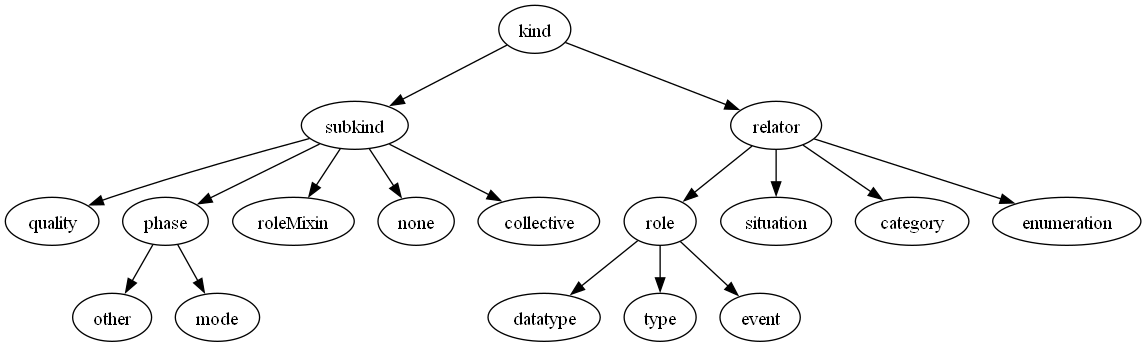 kind
subkind
relator
quality
phase
roleMixin
none
collective
role
situation
category
enumeration
other
mode
datatype
type
event